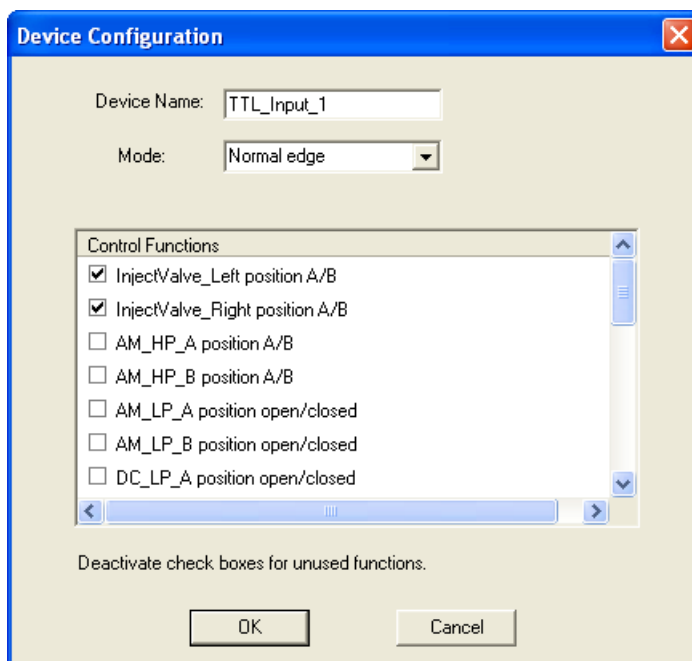 Device Configuration
Device Name: TTL_Input_1
Mode: Normal edge
Control Functions
InjectValve_Left position A/B
InjectValve_Right position A/B
AM_HP_A position A/B
AM_HP_B position A/B
AM_LP_A position open/closed
AM_LP_B position open/closed
DC_LP_A position open/closed
Deactivate check boxes for unused functions.
OK Cancel